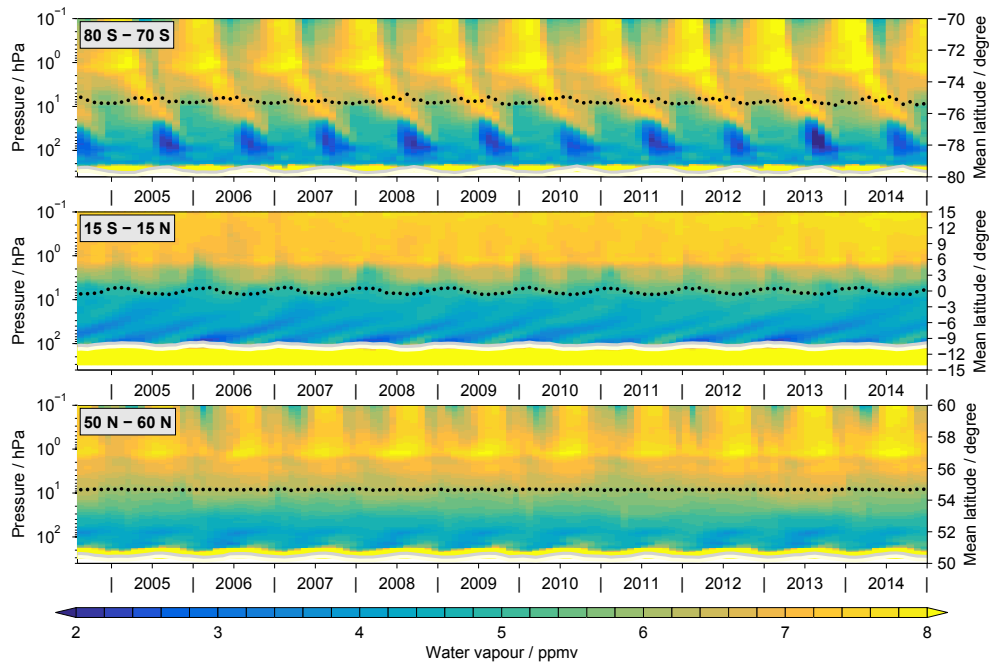 80 S − 70 S
Pressure / hPa
10⁻¹
10⁰
10¹
10²
−70
−72
−74
−76
−78
−80
Mean latitude / degree
2005 | 2006 | 2007 | 2008 | 2009 | 2010 | 2011 | 2012 | 2013 | 2014
15 S − 15 N
Pressure / hPa
10⁻¹
10⁰
10¹
10²
15
12
9
6
3
0
−3
−6
−9
−12
−15
Mean latitude / degree
2005 | 2006 | 2007 | 2008 | 2009 | 2010 | 2011 | 2012 | 2013 | 2014
50 N − 60 N
Pressure / hPa
10⁻¹
10⁰
10¹
10²
60
58
56
54
52
50
Mean latitude / degree
2005 | 2006 | 2007 | 2008 | 2009 | 2010 | 2011 | 2012 | 2013 | 2014
2 3 4 5 6 7 8
Water vapour / ppmv